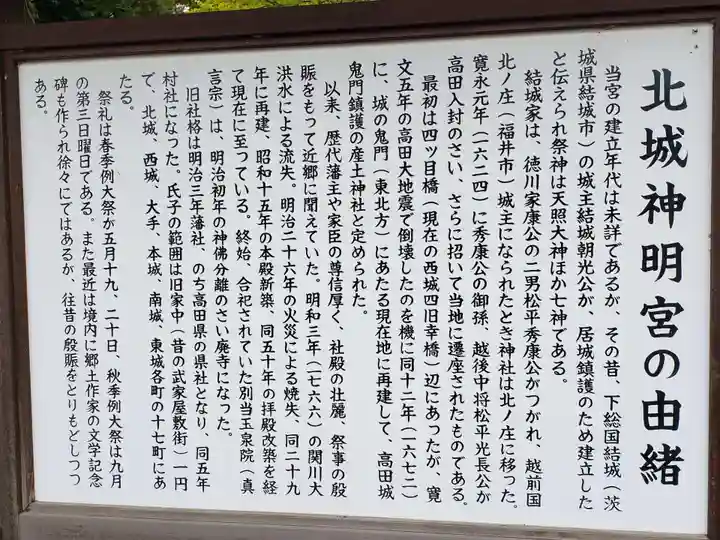 北城神明宮の由緒
当宮の建立年代は未詳であるが、その昔、下総国結城（茨
城県結城市）の城主結城朝光公が、居城鎮護のため建立した
と伝えられ祭神は天照大神ほか七神である。
結城家は、徳川家康公の二男松平秀康公がつがれ、越前国
北ノ庄（福井市）城主になられたとき神社は北ノ庄に移った。
寛永元年（一六二四）に秀康公の御孫、越後中将松平光長公が
高田入封のさい、さらに招いて当地に遷座されたものである。
最初は四ッ目橋（現在の西城四旧幸橋）辺にあったが、寛
文五年の高田大地震で倒壊したのを機に同十二年（一六七二）
に、城の鬼門（東北方）にあたる現在地に再建して、高田城
鬼門鎮護の産土神社と定められた。
以来、歴代藩主や家臣の尊信厚く、社殿の壮麗、祭事の殷
賑をもって近郷に聞えていた。明和三年（一七六六）の関川大
洪水による流失。明治二十六年の火災による焼失、同二十九
年に再建、昭和十五年の本殿新築、同五十年の拝殿改築を経
て現在に至っている。終始、合祀されていた別当玉泉院（真
言宗）は、明治初年の神佛分離のさい廃寺になった。
旧社格は明治三年藩社、のち高田県の県社となり、同五年
村社になった。氏子の範囲は旧家中（昔の武家屋敷街）一円
で、北城、西城、大手、本城、南城、東城各町の十七町にあ
たる。
祭礼は春季例大祭が五月十九、二十日、秋季例大祭は九月
の第三日曜日である。また最近は境内に郷土作家の文学記念
碑も作られ徐々にではあるが、往昔の殷賑をとりもどしつつ
ある。